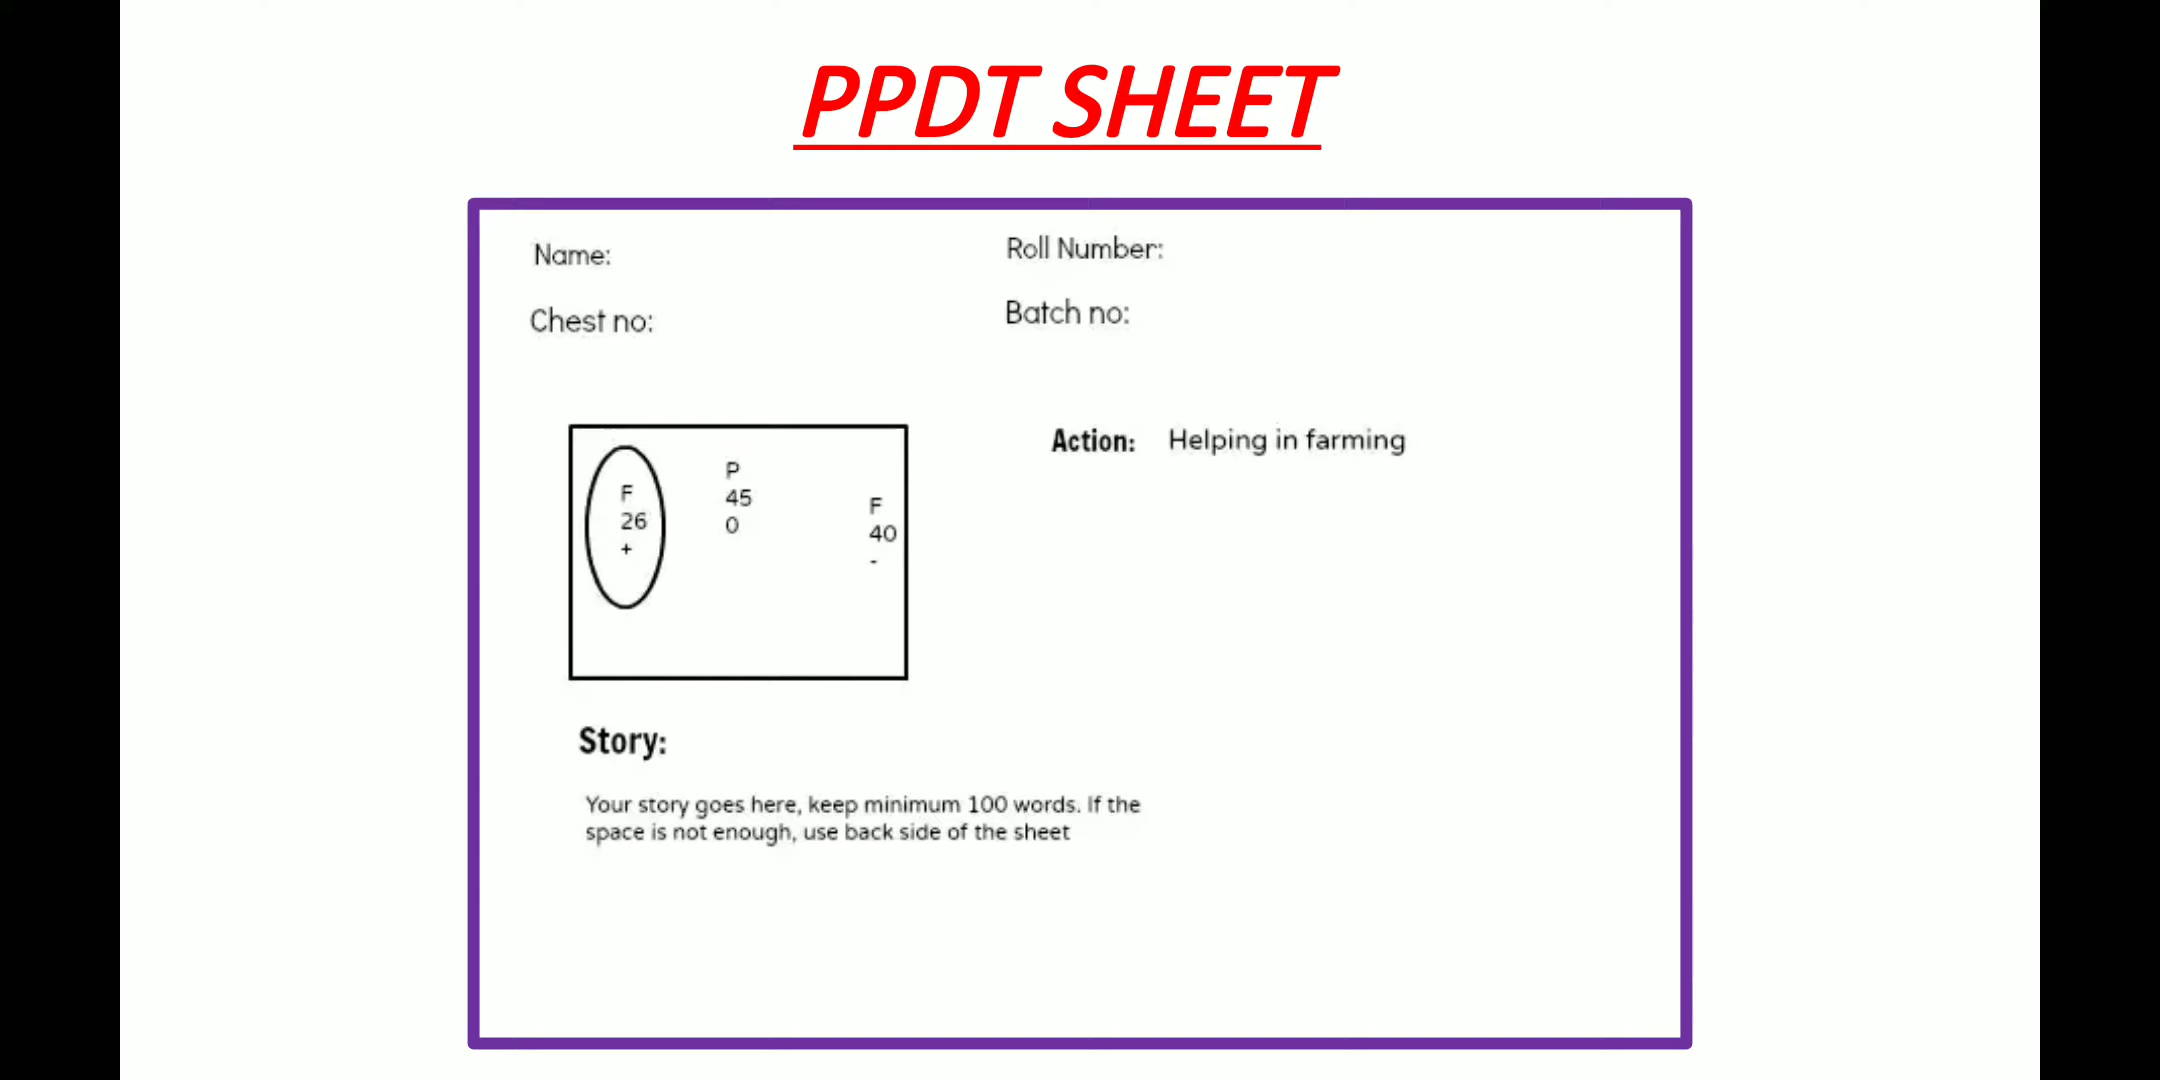 PPDT SHEET
Name:
Roll Number:
Chest no:
Batch no:
F
26
+
P
45
0
F
40
-
Action: Helping in farming
Story:
Your story goes here, keep minimum 100 words. If the
space is not enough, use back side of the sheet